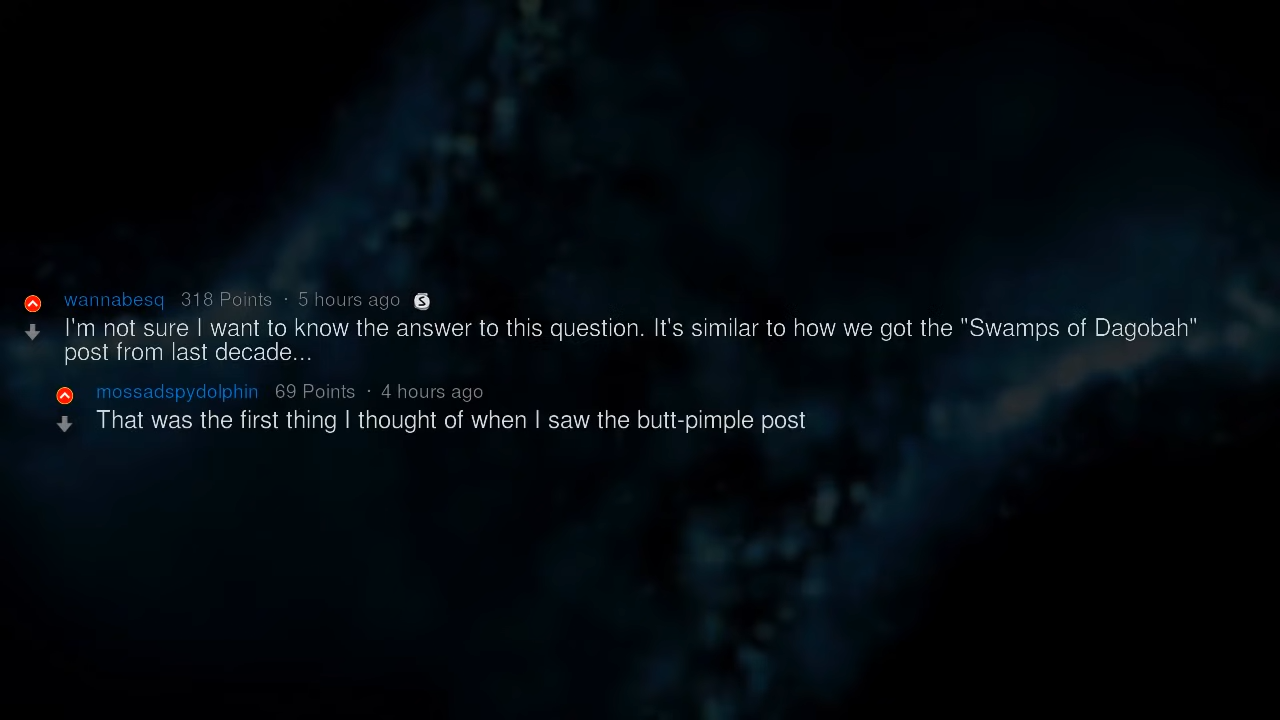 wannabesq 318 Points · 5 hours ago S
I'm not sure I want to know the answer to this question. It's similar to how we got the "Swamps of Dagobah"
post from last decade...
mossadspydolphin 69 Points · 4 hours ago
That was the first thing I thought of when I saw the butt-pimple post